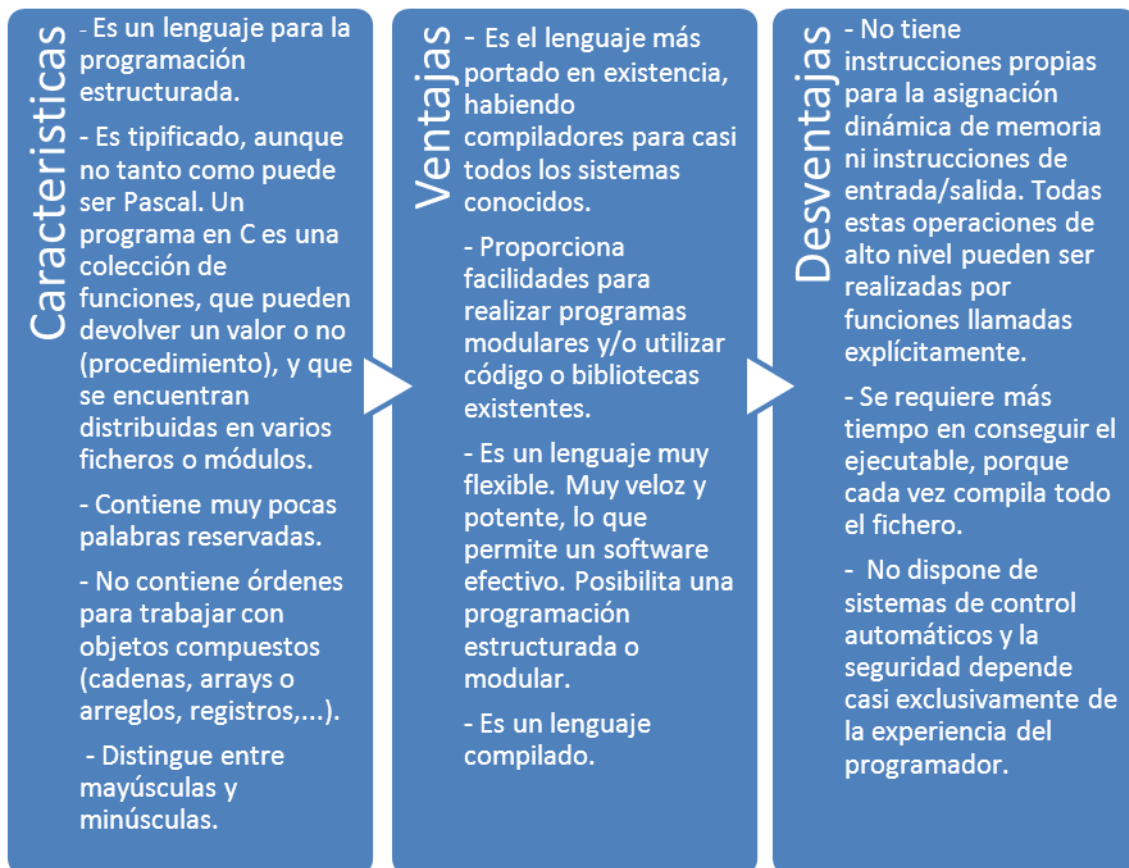 Caracteristicas
- Es un lenguaje para la
programación
estructurada.
- Es tipificado, aunque
no tanto como puede
ser Pascal. Un
programa en C es una
colección de
funciones, que pueden
devolver un valor o no
(procedimiento), y que
se encuentran
distribuidas en varios
ficheros o módulos.
- Contiene muy pocas
palabras reservadas.
- No contiene órdenes
para trabajar con
objetos compuestos
(cadenas, arrays o
arreglos, registros,...).
- Distingue entre
mayúsculas y
minúsculas.
Ventajas
- Es el lenguaje más
portado en existencia,
habiendo
compiladores para casi
todos los sistemas
conocidos.
- Proporciona
facilidades para
realizar programas
modulares y/o utilizar
código o bibliotecas
existentes.
- Es un lenguaje muy
flexible. Muy veloz y
potente, lo que
permite un software
efectivo. Posibilita una
programación
estructurada o
modular.
- Es un lenguaje
compilado.
Desventajas
- No tiene
instrucciones propias
para la asignación
dinámica de memoria
ni instrucciones de
entrada/salida. Todas
estas operaciones de
alto nivel pueden ser
realizadas por
funciones llamadas
explícitamente.
- Se requiere más
tiempo en conseguir el
ejecutable, porque
cada vez compila todo
el fichero.
- No dispone de
sistemas de control
automáticos y la
seguridad depende
casi exclusivamente de
la experiencia del
programador.